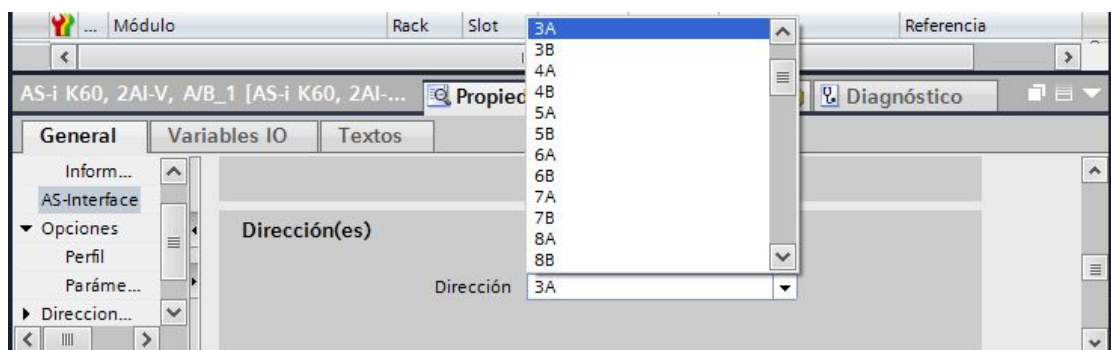 ... Módulo Rack Slot Referencia
3A
3B
4A
4B
5A
5B
6A
6B
7A
7B
8A
8B
AS-i K60, 2AI-V, A/B_1 [AS-i K60, 2AI-... Propied Diagnóstico
General Variables IO Textos
Inform...
AS-Interface
Opciones
Perfil
Paráme...
Direccion...
Dirección(es)
Dirección 3A